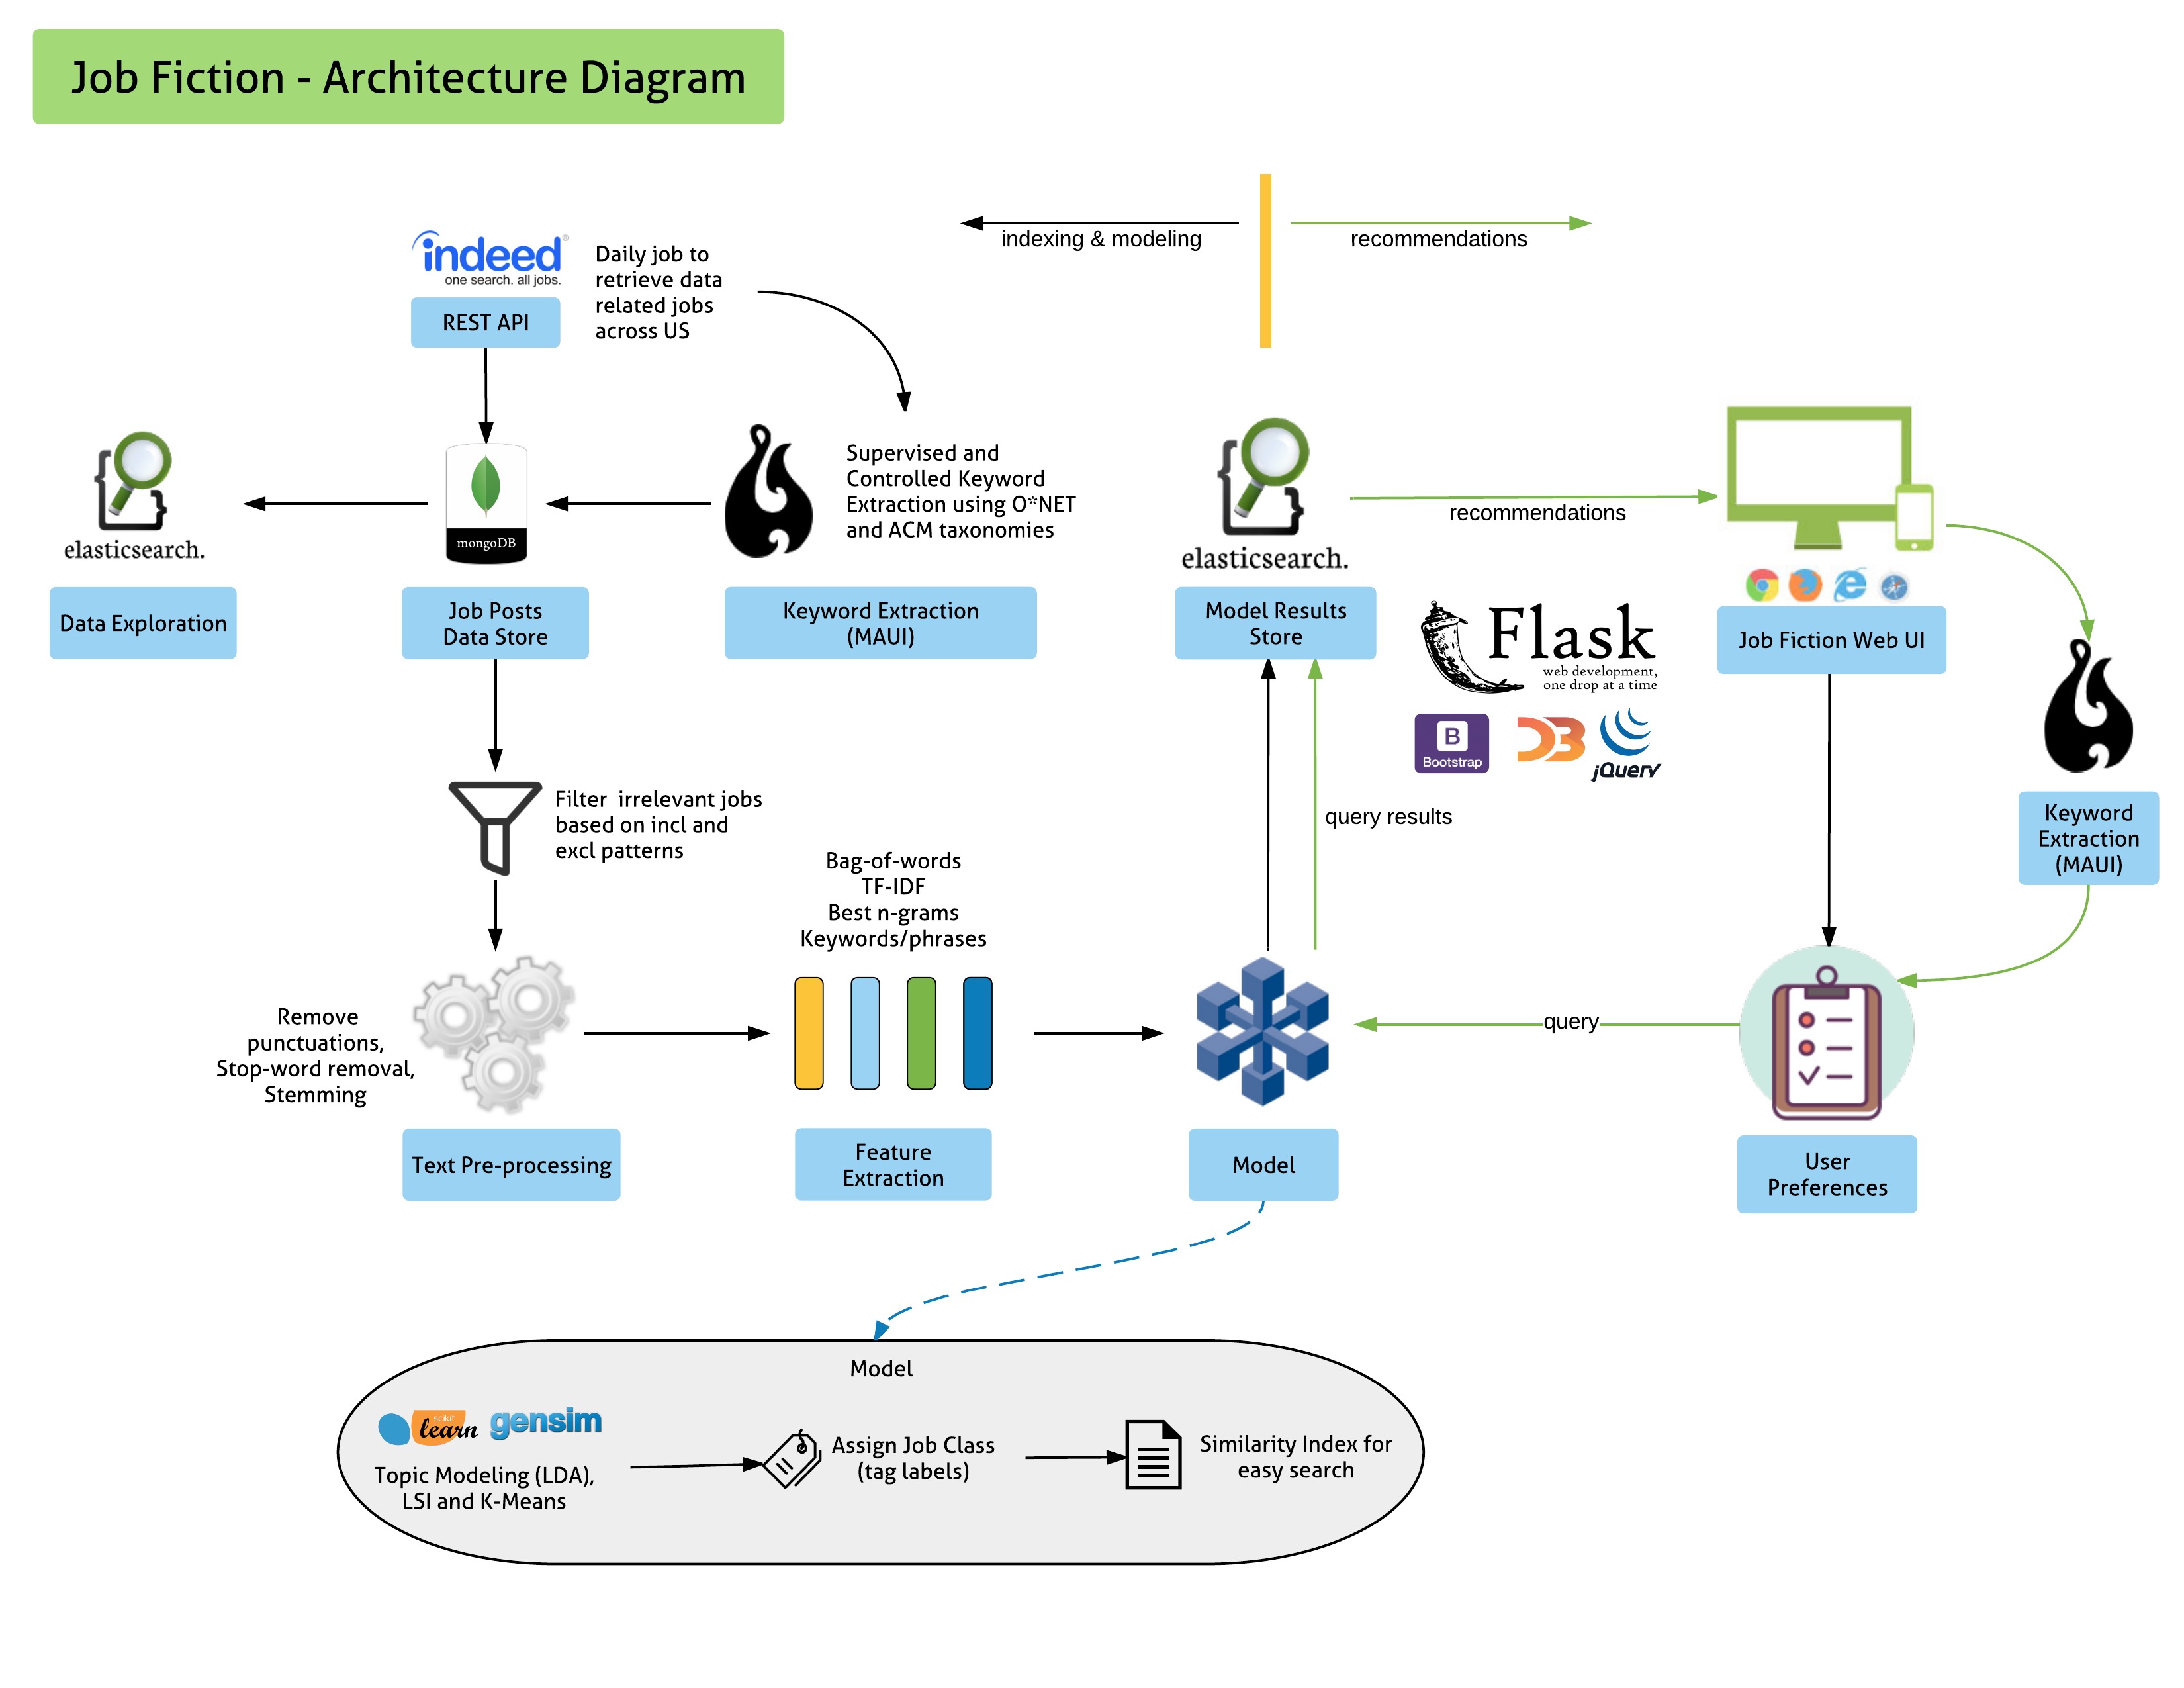 Job Fiction - Architecture Diagram
indexing & modeling
recommendations
indeed®
one search. all jobs.
REST API
Daily job to
retrieve data
related jobs
across US
elasticsearch.
Data Exploration
mongoDB
Job Posts
Data Store
Supervised and
Controlled Keyword
Extraction using O*NET
and ACM taxonomies
Keyword Extraction
(MAUI)
elasticsearch.
Model Results
Store
recommendations
Flask
web development,
one drop at a time
B
Bootstrap
D3
jQuery
Job Fiction Web UI
Keyword
Extraction
(MAUI)
Filter irrelevant jobs
based on incl and
excl patterns
query results
Bag-of-words
TF-IDF
Best n-grams
Keywords/phrases
Remove
punctuations,
Stop-word removal,
Stemming
query
Text Pre-processing
Feature
Extraction
Model
User
Preferences
Model
scikit
learn
gensim
Topic Modeling (LDA),
LSI and K-Means
Assign Job Class
(tag labels)
Similarity Index for
easy search